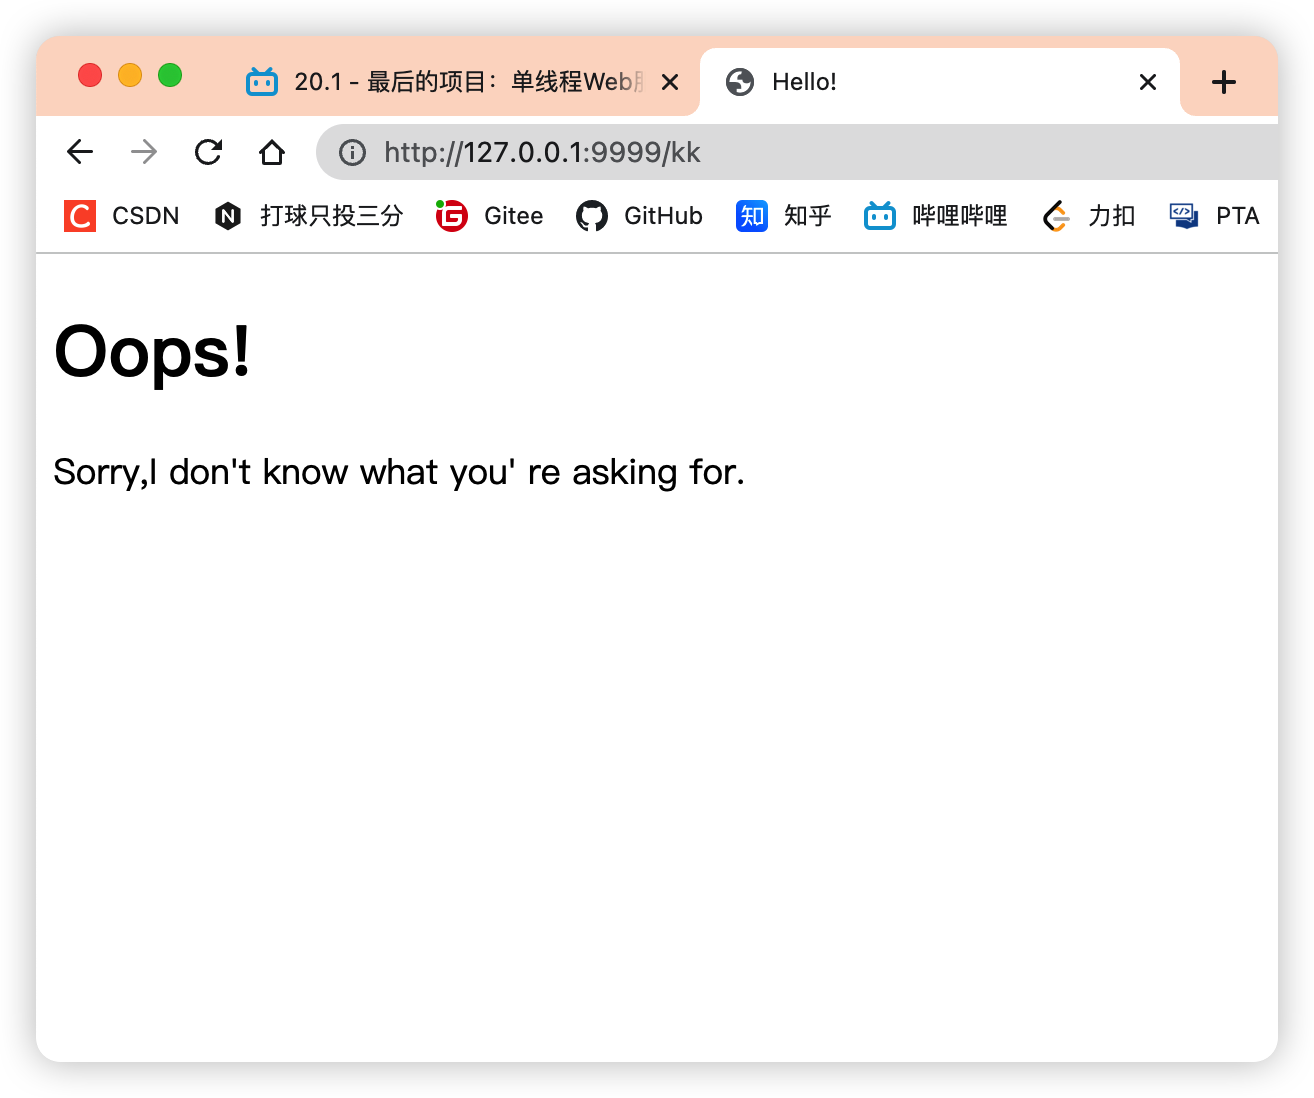 20.1 - 最后的项目：单线程Web
Hello!
http://127.0.0.1:9999/kk
CSDN 打球只投三分 Gitee GitHub 知 知乎 哔哩哔哩 力扣 PTA
Oops!
Sorry,I don't know what you' re asking for.